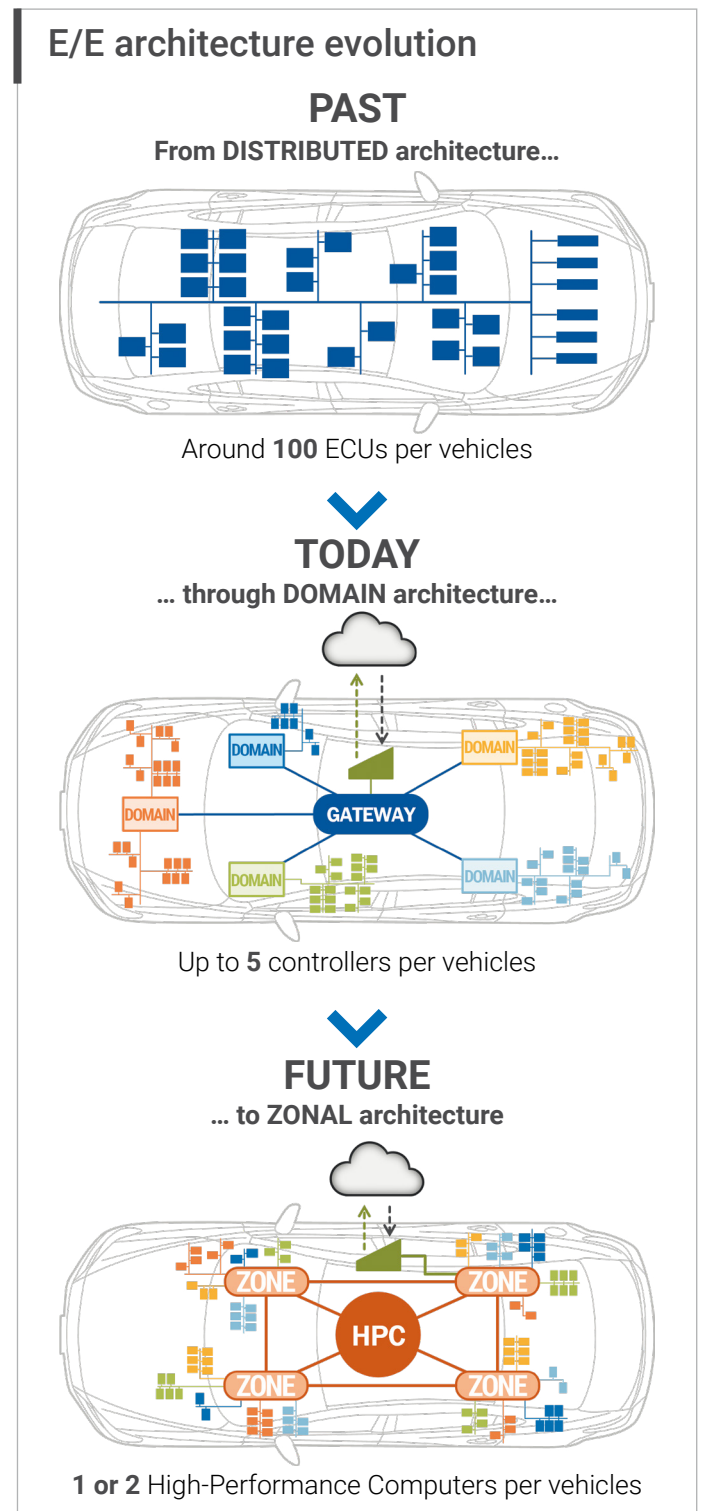 E/E architecture evolution
PAST
From DISTRIBUTED architecture…
Around 100 ECUs per vehicles
TODAY
… through DOMAIN architecture…
DOMAIN
DOMAIN
DOMAIN
GATEWAY
DOMAIN
DOMAIN
Up to 5 controllers per vehicles
FUTURE
… to ZONAL architecture
ZONE
ZONE
HPC
ZONE
ZONE
1 or 2 High-Performance Computers per vehicles